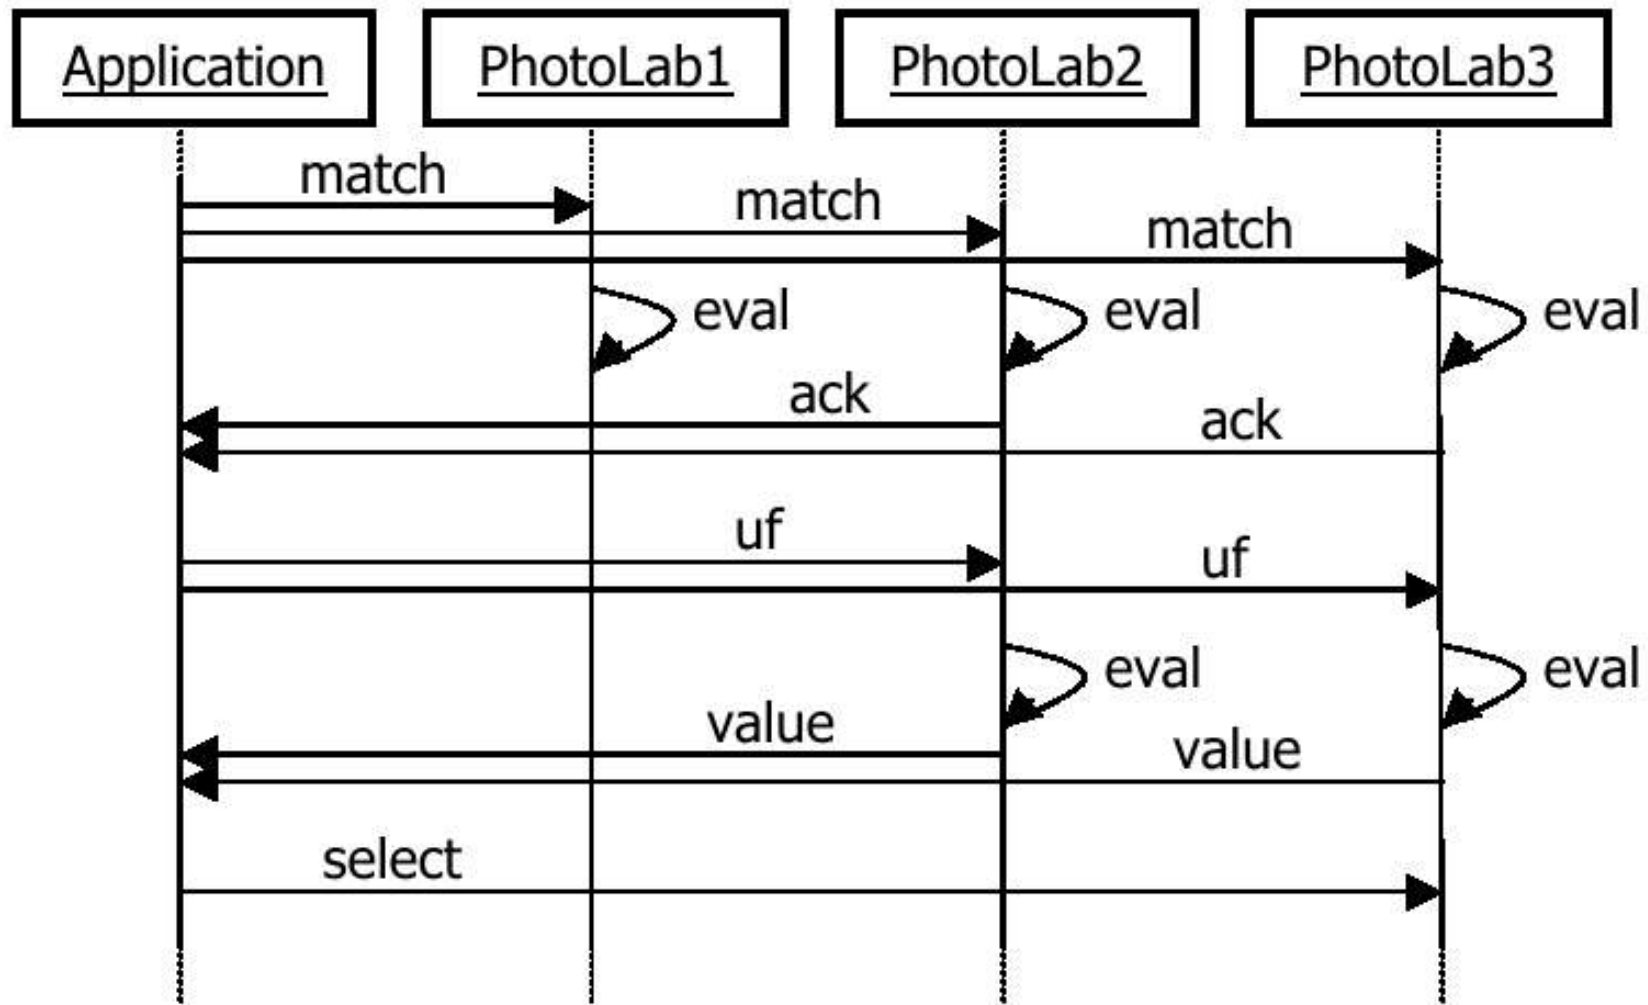 Application PhotoLab1 PhotoLab2 PhotoLab3
match
match
match
eval eval eval
ack
ack
uf
uf
eval eval
value
value
select